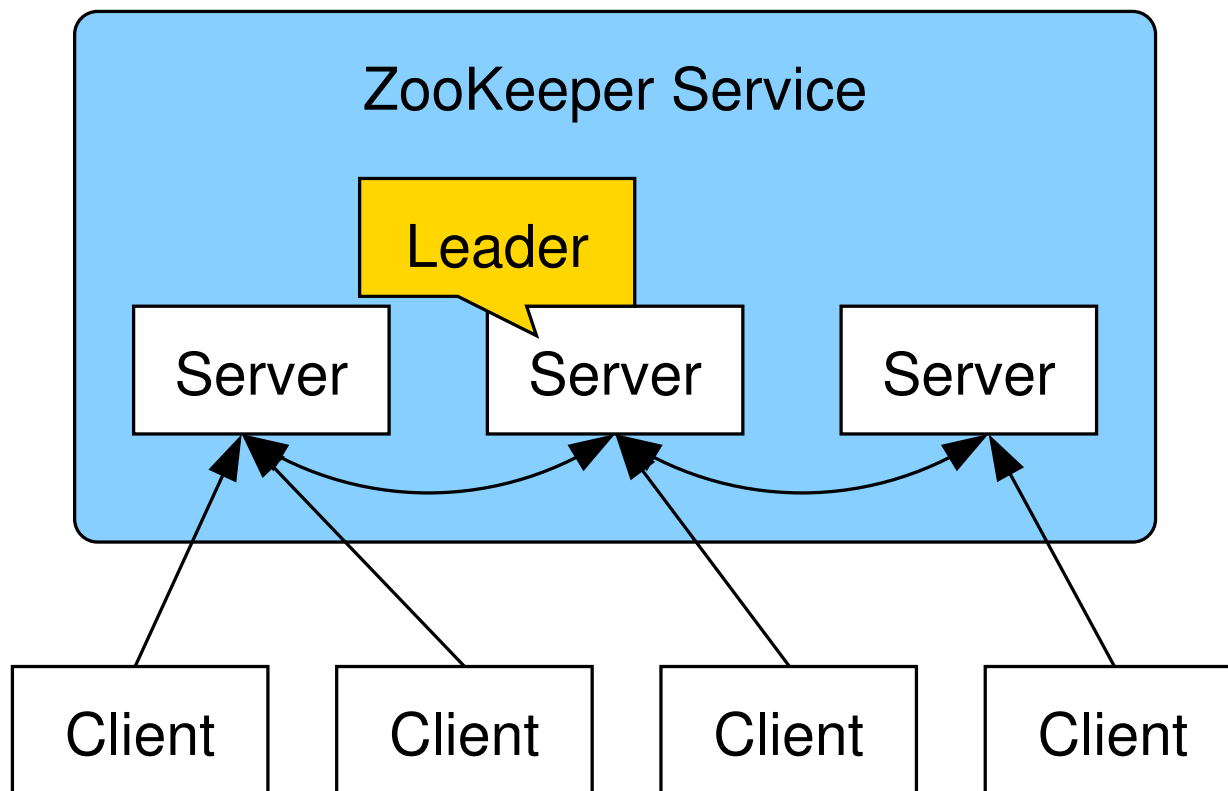 ZooKeeper Service
Leader
Server
Server
Server
Client
Client
Client
Client